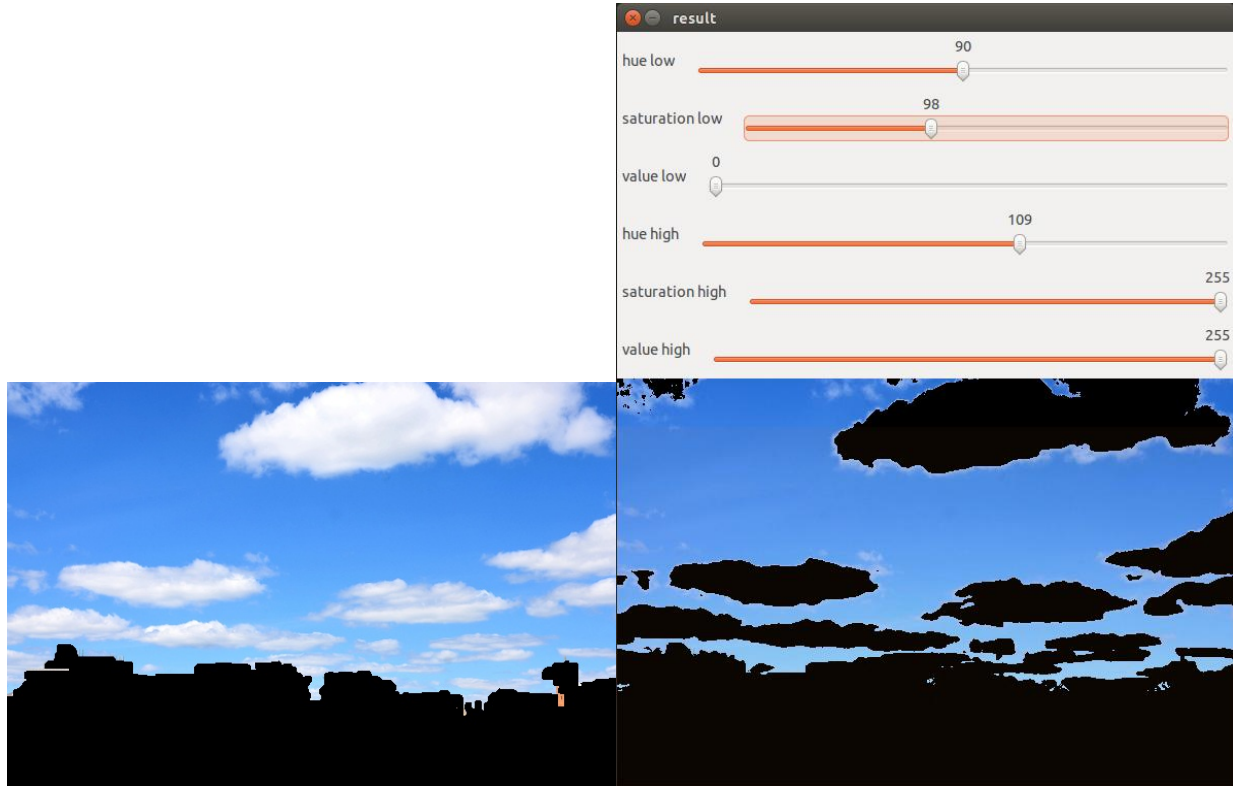 result
90
hue low
98
saturation low
0
value low
109
hue high
255
saturation high
255
value high